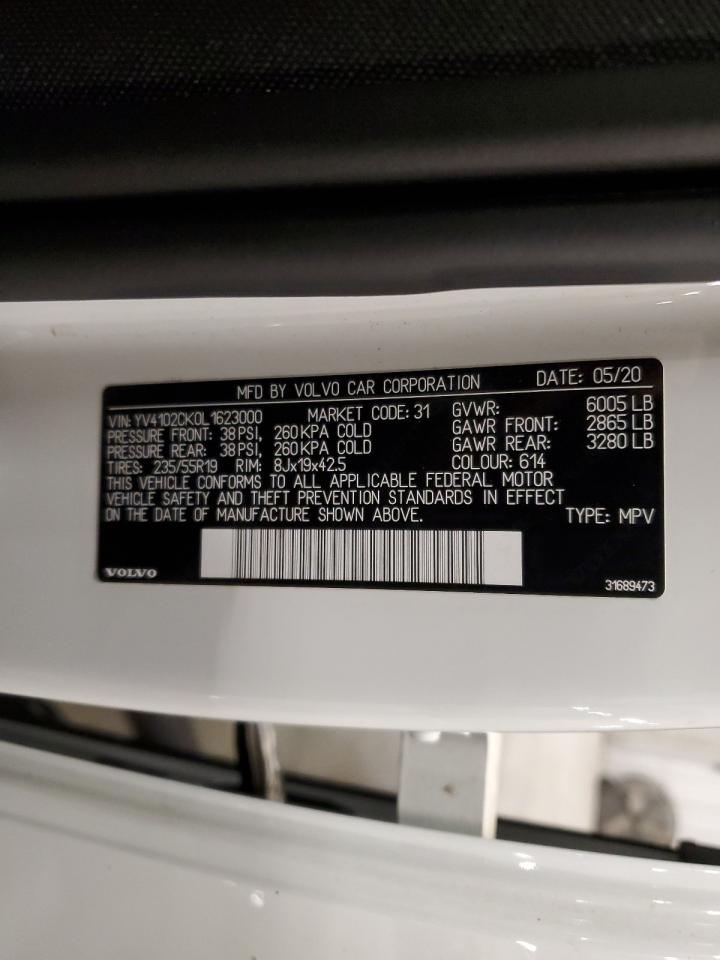 MFD BY VOLVO CAR CORPORATION DATE: 05/20
VIN: YV4102CK0L1623000 MARKET CODE: 31 GVWR: 6005 LB
PRESSURE FRONT: 38 PSI, 260 KPA COLD GAWR FRONT: 2865 LB
PRESSURE REAR: 38 PSI, 260 KPA COLD GAWR REAR: 3280 LB
TIRES: 235/55R19 RIM: 8Jx19x42.5 COLOUR: 614
THIS VEHICLE CONFORMS TO ALL APPLICABLE FEDERAL MOTOR
VEHICLE SAFETY AND THEFT PREVENTION STANDARDS IN EFFECT
ON THE DATE OF MANUFACTURE SHOWN ABOVE. TYPE: MPV
VOLVO 31689473